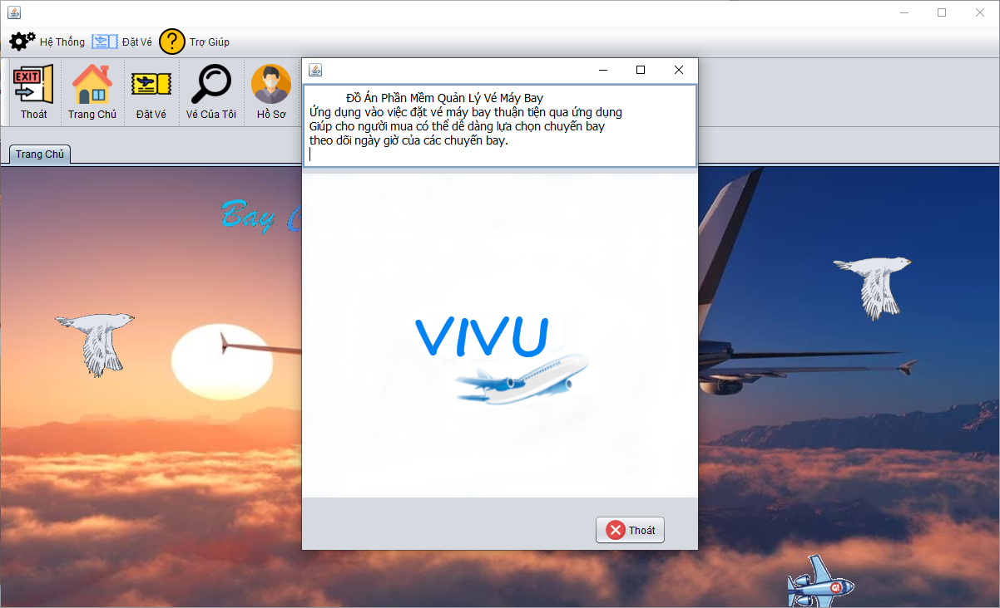 Hệ Thống Đặt Vé ? Trợ Giúp
EXIT
Thoát Trang Chủ Đặt Vé Vé Của Tôi Hồ Sơ
Trang Chủ
Đồ Án Phần Mềm Quản Lý Vé Máy Bay
Ứng dụng vào việc đặt vé máy bay thuận tiện qua ứng dụng
Giúp cho người mua có thể dễ dàng lựa chọn chuyến bay
theo dõi ngày giờ của các chuyến bay.
Bay
VIVU
Thoát